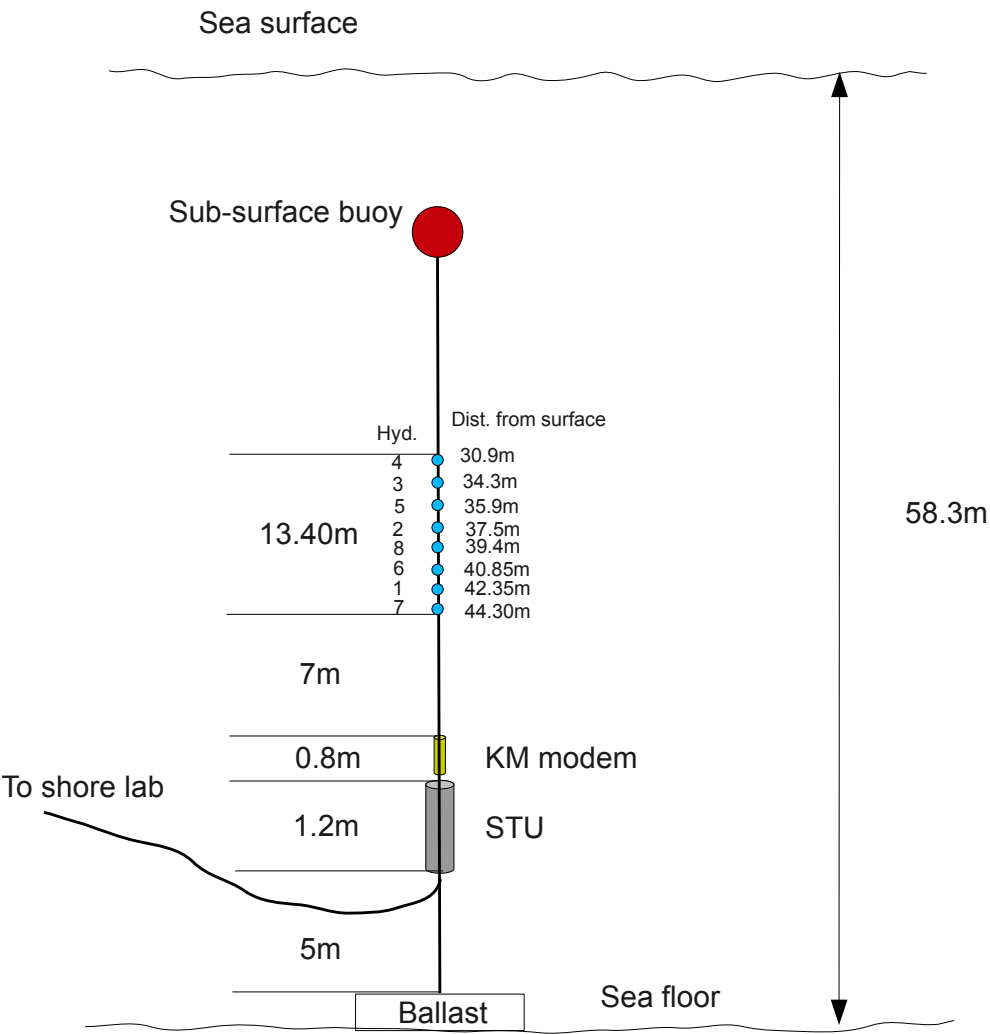 Sea surface
Sub-surface buoy
Dist. from surface
Hyd.
4 30.9m
3 34.3m
5 35.9m
2 37.5m
8 39.4m
6 40.85m
1 42.35m
7 44.30m
13.40m
58.3m
7m
0.8m
KM modem
To shore lab
1.2m
STU
5m
Sea floor
Ballast